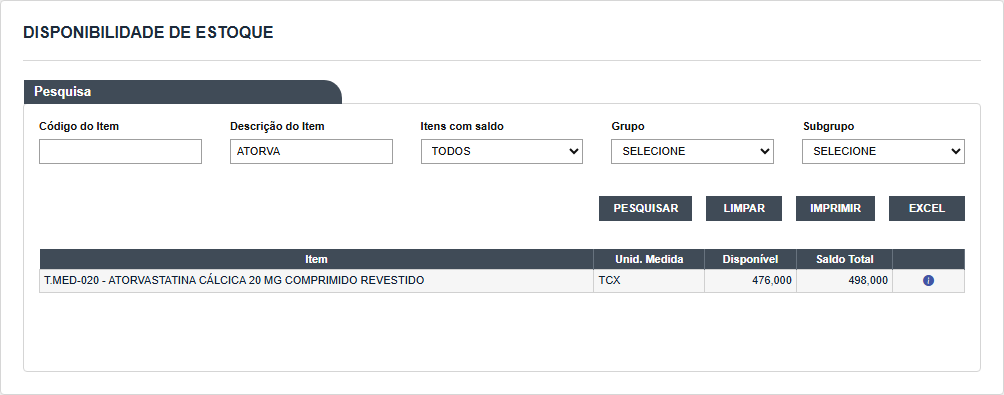 DISPONIBILIDADE DE ESTOQUE
Pesquisa
Código do Item Descrição do Item Itens com saldo Grupo Subgrupo
ATORVA TODOS SELECIONE SELECIONE
PESQUISAR LIMPAR IMPRIMIR EXCEL
Item Unid. Medida Disponível Saldo Total
T.MED-020 - ATORVASTATINA CÁLCICA 20 MG COMPRIMIDO REVESTIDO TCX 476,000 498,000 i